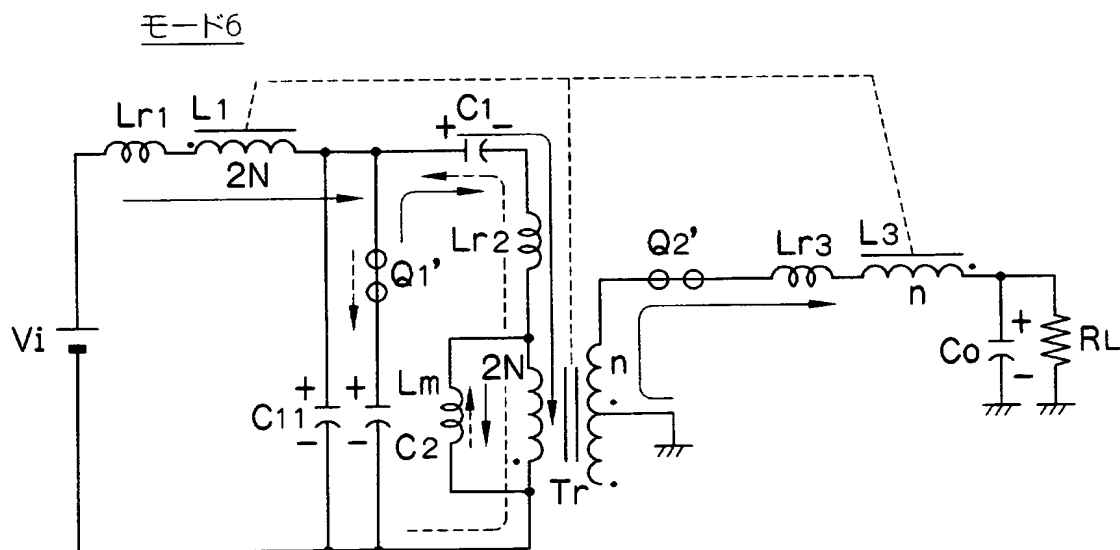 モード6
Lr1
L1
2N
C1
+
-
Lr2
Q1'
Q2'
Lr3
L3
n
Vi
+
-
C11
+
-
C2
Lm
2N
n
Tr
Co
+
-
RL